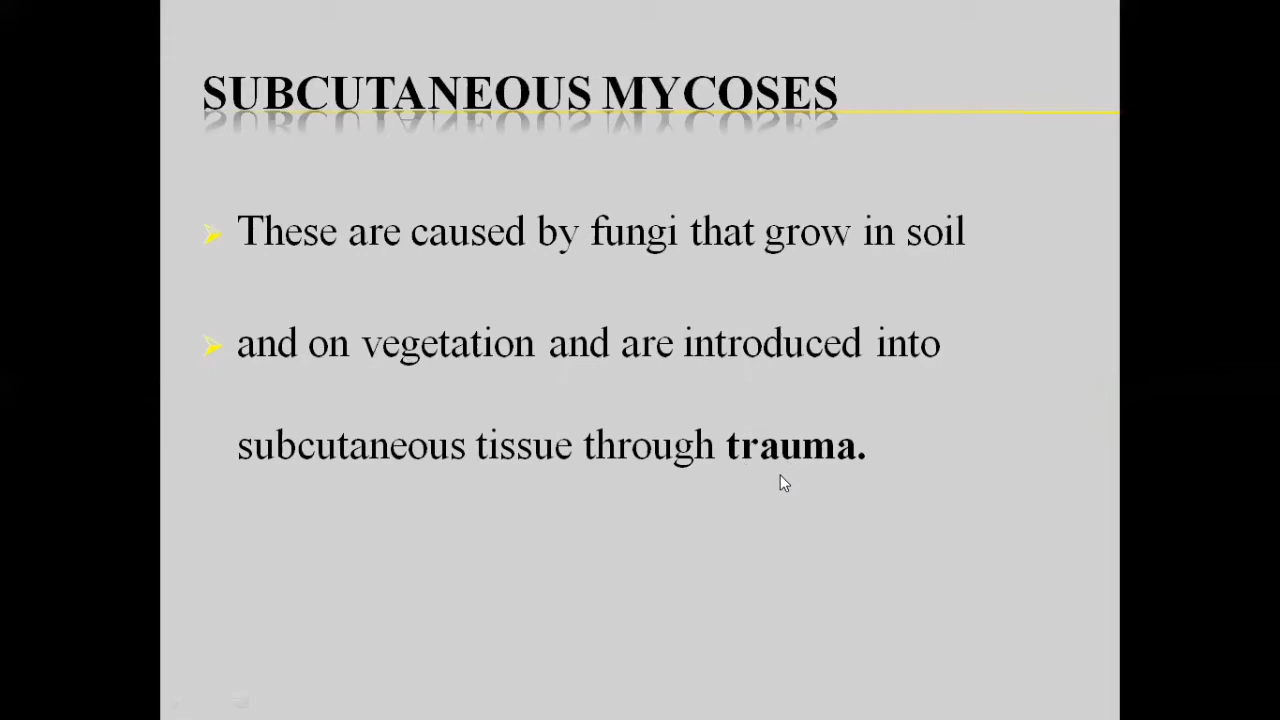 SUBCUTANEOUS MYCOSES
These are caused by fungi that grow in soil
and on vegetation and are introduced into
subcutaneous tissue through trauma.